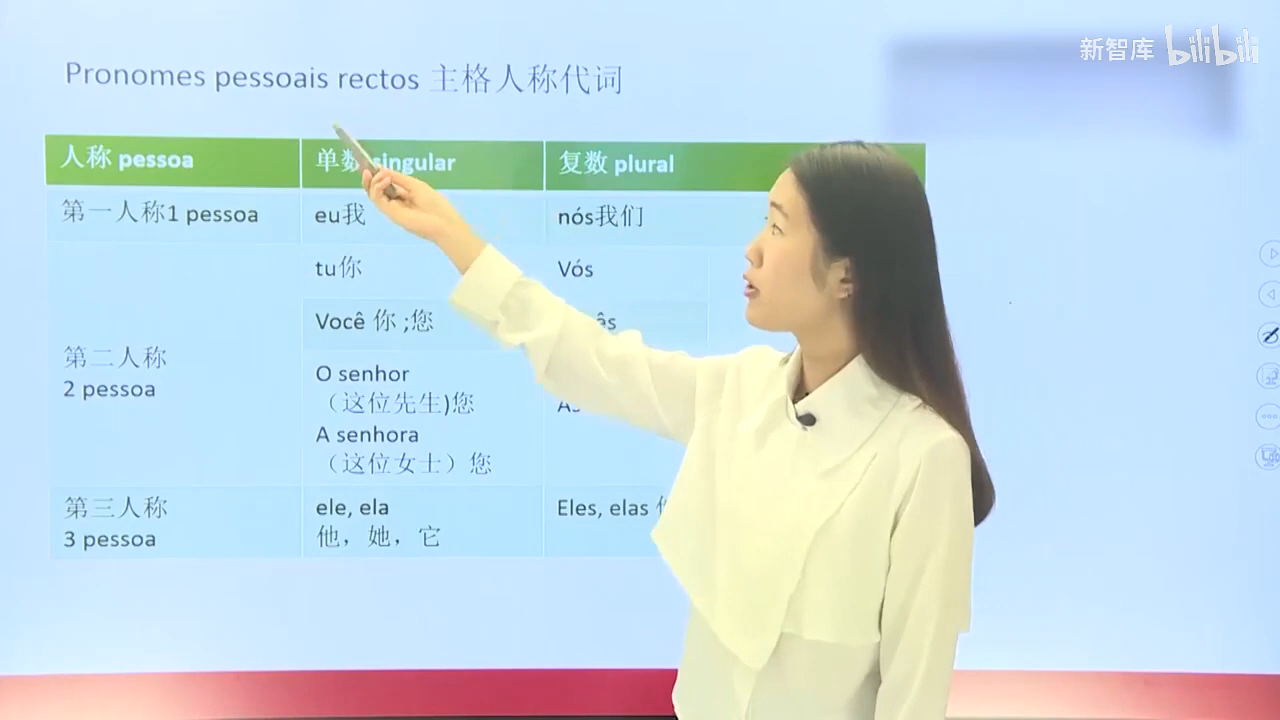 新智库 bilibili
Pronomes pessoais rectos 主格人称代词
人称 pessoa
单数 singular
复数 plural
第一人称1 pessoa
eu我
nós我们
第二人称
2 pessoa
tu你
Vós
Você 你 ;您
O senhor
（这位先生)您
A senhora
（这位女士）您
第三人称
3 pessoa
ele, ela
他，她，它
Eles, elas